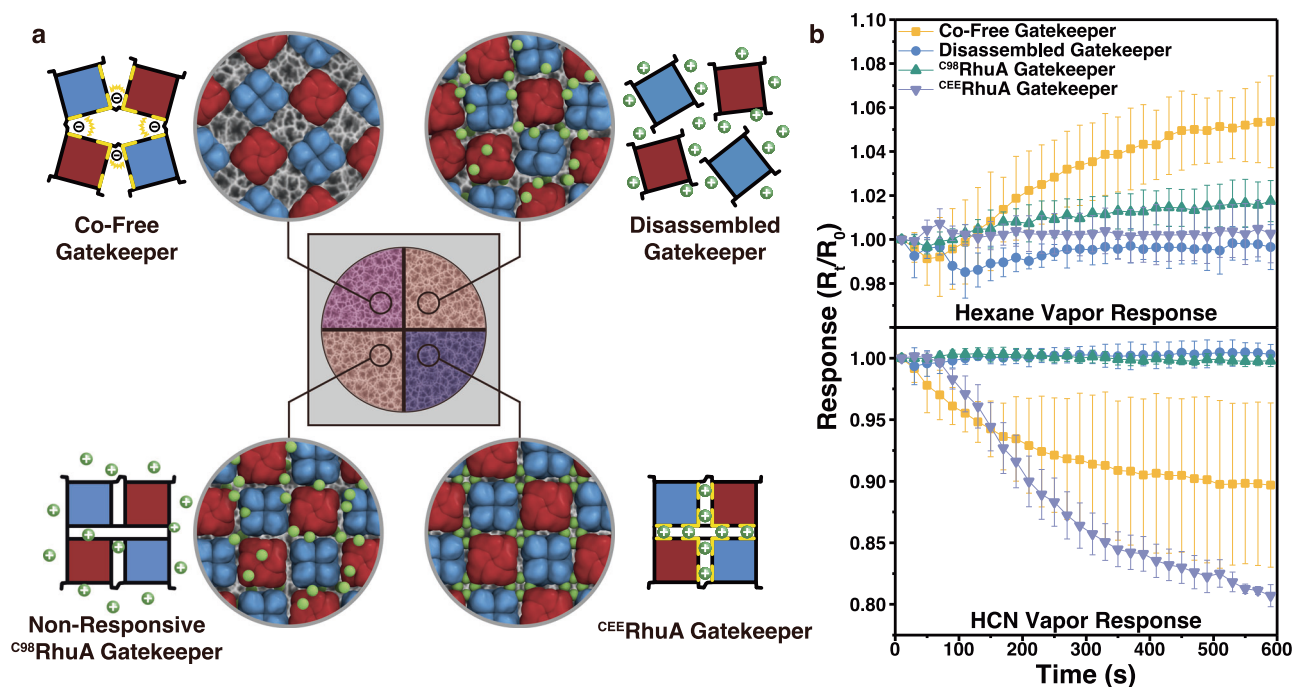 a
Co-Free
Gatekeeper
Disassembled
Gatekeeper
Non-Responsive
ᶜ⁹⁸RhuA Gatekeeper
ᶜᴱᴱRhuA Gatekeeper
b
Response (Rₜ/R₀)
1.10
1.08
1.06
1.04
1.02
1.00
0.98
Co-Free Gatekeeper
Disassembled Gatekeeper
ᶜ⁹⁸RhuA Gatekeeper
ᶜᴱᴱRhuA Gatekeeper
Hexane Vapor Response
1.00
0.95
0.90
0.85
0.80
HCN Vapor Response
0 100 200 300 400 500 600
Time (s)